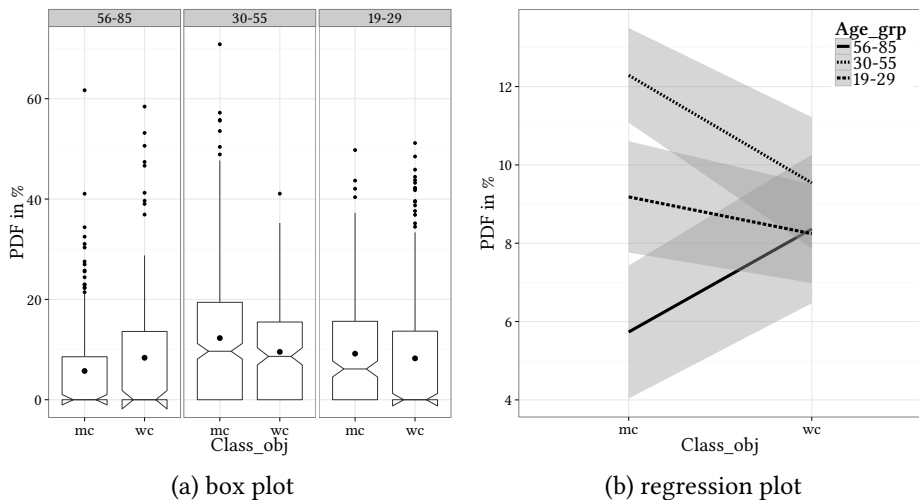 56-85 30-55 19-29
60
40
20
0
PDF in %
mc wc mc wc mc wc
Class_obj
(a) box plot
Age_grp
56-85
30-55
19-29
12
10
8
6
4
PDF in %
mc wc
Class_obj
(b) regression plot